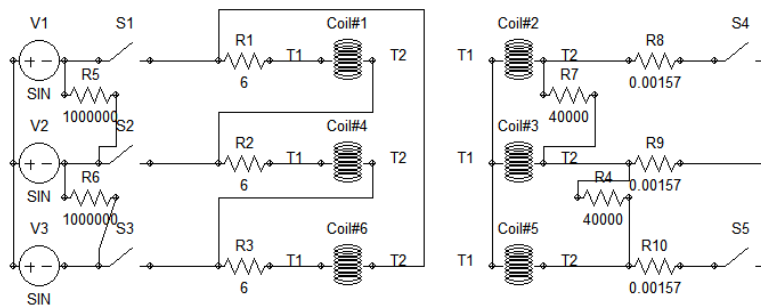 V1 S1 Coil#1 Coil#2 S4
R1 T1 T2 T1 T2 R8
R5 R7
SIN 6 0.00157
1000000 40000
V2 S2 Coil#4 Coil#3
R2 T1 T2 T1 T2 R9
R6 R4
SIN 6 0.00157
1000000 40000
V3 S3 Coil#6 Coil#5 S5
R3 T1 T2 T1 T2 R10
SIN 6 0.00157